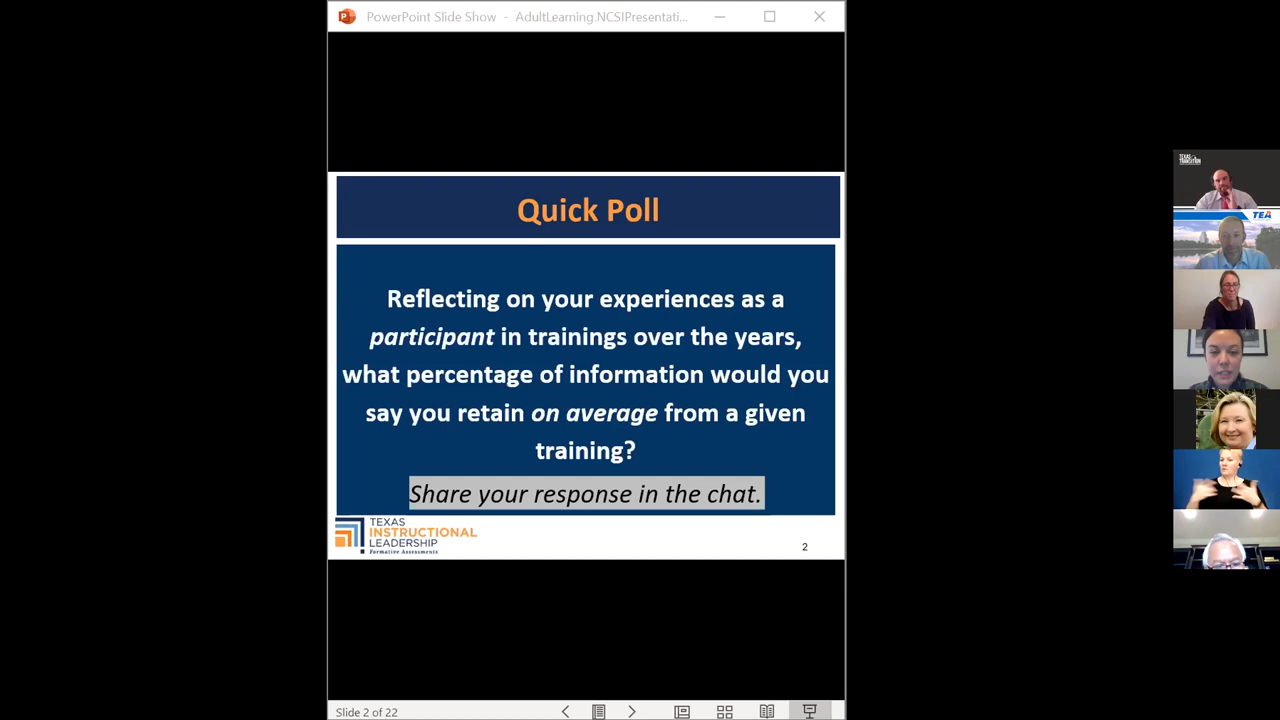 PowerPoint Slide Show - AdultLearning.NCSIPresentati...
Quick Poll
Reflecting on your experiences as a
participant in trainings over the years,
what percentage of information would you
say you retain on average from a given
training?
Share your response in the chat.
TEXAS
INSTRUCTIONAL
LEADERSHIP
Formative Assessments
2
Slide 2 of 22
TEXAS
TRANSITION
TEA